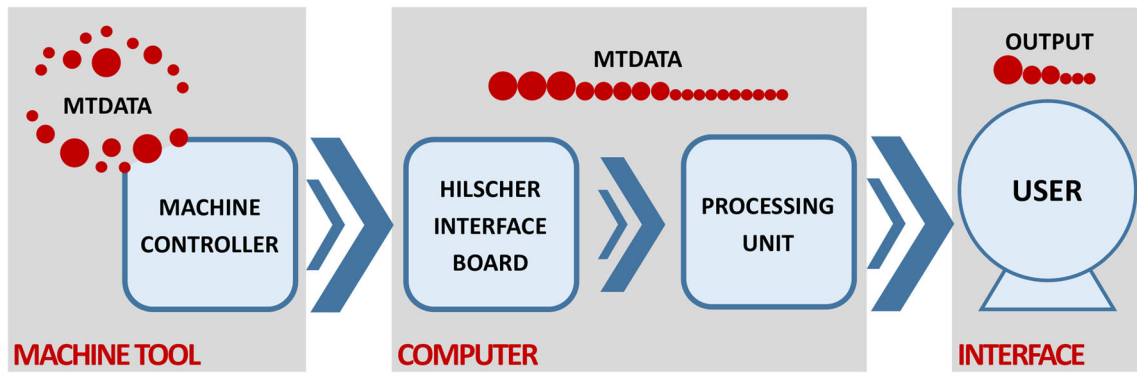 MTDATA
MACHINE
CONTROLLER
MACHINE TOOL
MTDATA
HILSCHER
INTERFACE
BOARD
PROCESSING
UNIT
COMPUTER
OUTPUT
USER
INTERFACE